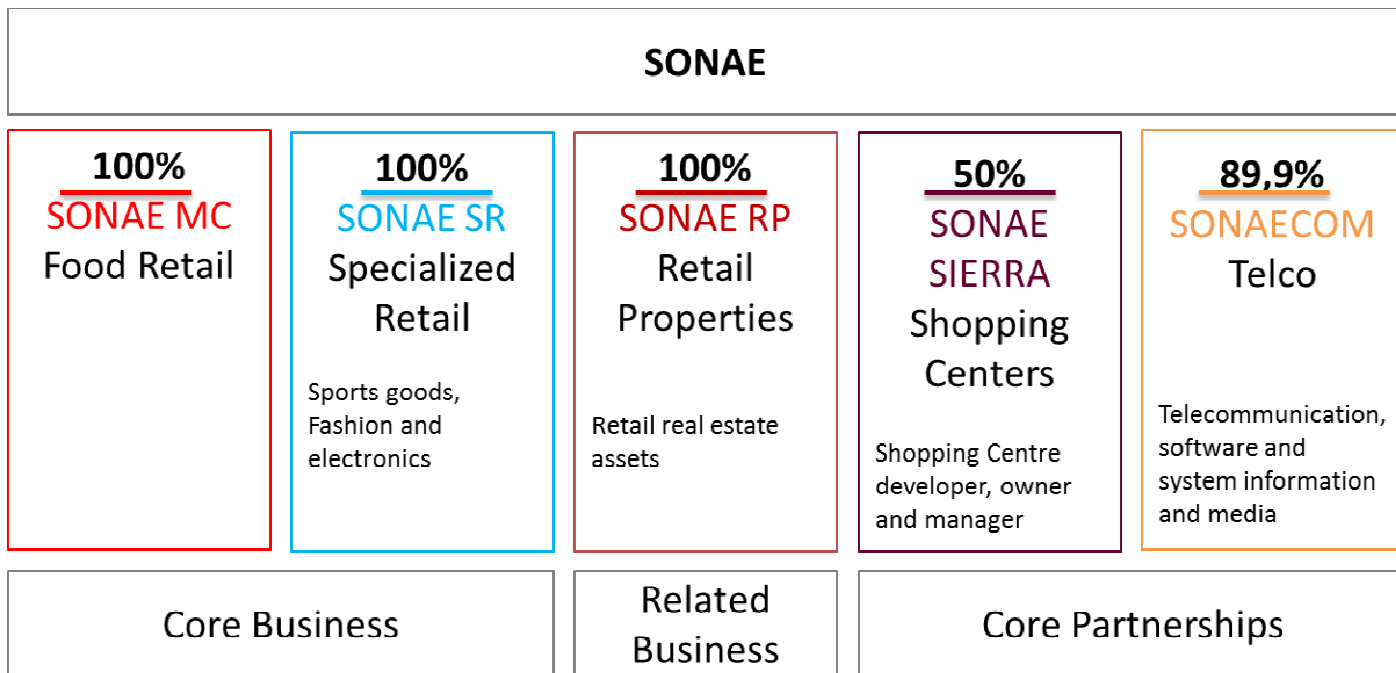 SONAE
100%
SONAE MC
Food Retail
100%
SONAE SR
Specialized
Retail
Sports goods,
Fashion and
electronics
100%
SONAE RP
Retail
Properties
Retail real estate
assets
50%
SONAE
SIERRA
Shopping
Centers
Shopping Centre
developer, owner
and manager
89,9%
SONAECOM
Telco
Telecommunication,
software and
system information
and media
Core Business
Related
Business
Core Partnerships